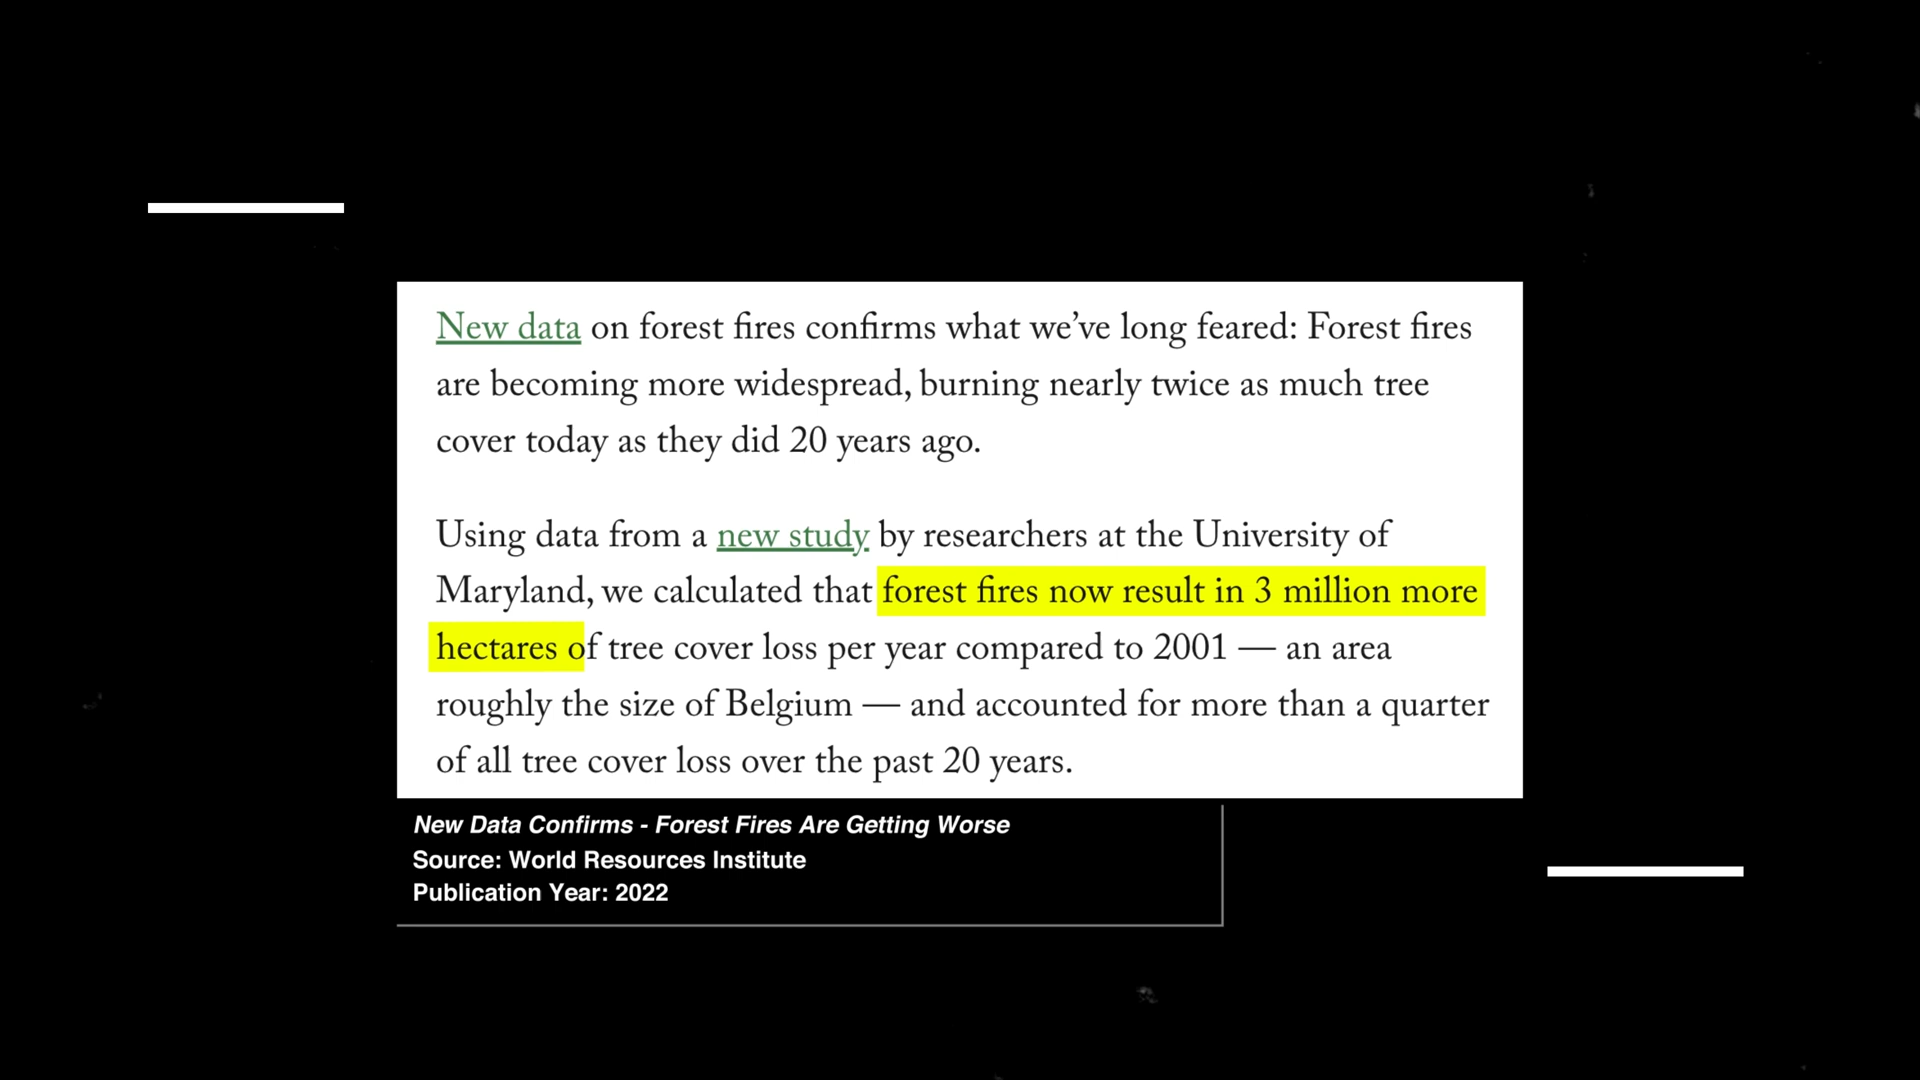 New data on forest fires confirms what we’ve long feared: Forest fires
are becoming more widespread, burning nearly twice as much tree
cover today as they did 20 years ago.
Using data from a new study by researchers at the University of
Maryland, we calculated that forest fires now result in 3 million more
hectares of tree cover loss per year compared to 2001 — an area
roughly the size of Belgium — and accounted for more than a quarter
of all tree cover loss over the past 20 years.
New Data Confirms - Forest Fires Are Getting Worse
Source: World Resources Institute
Publication Year: 2022